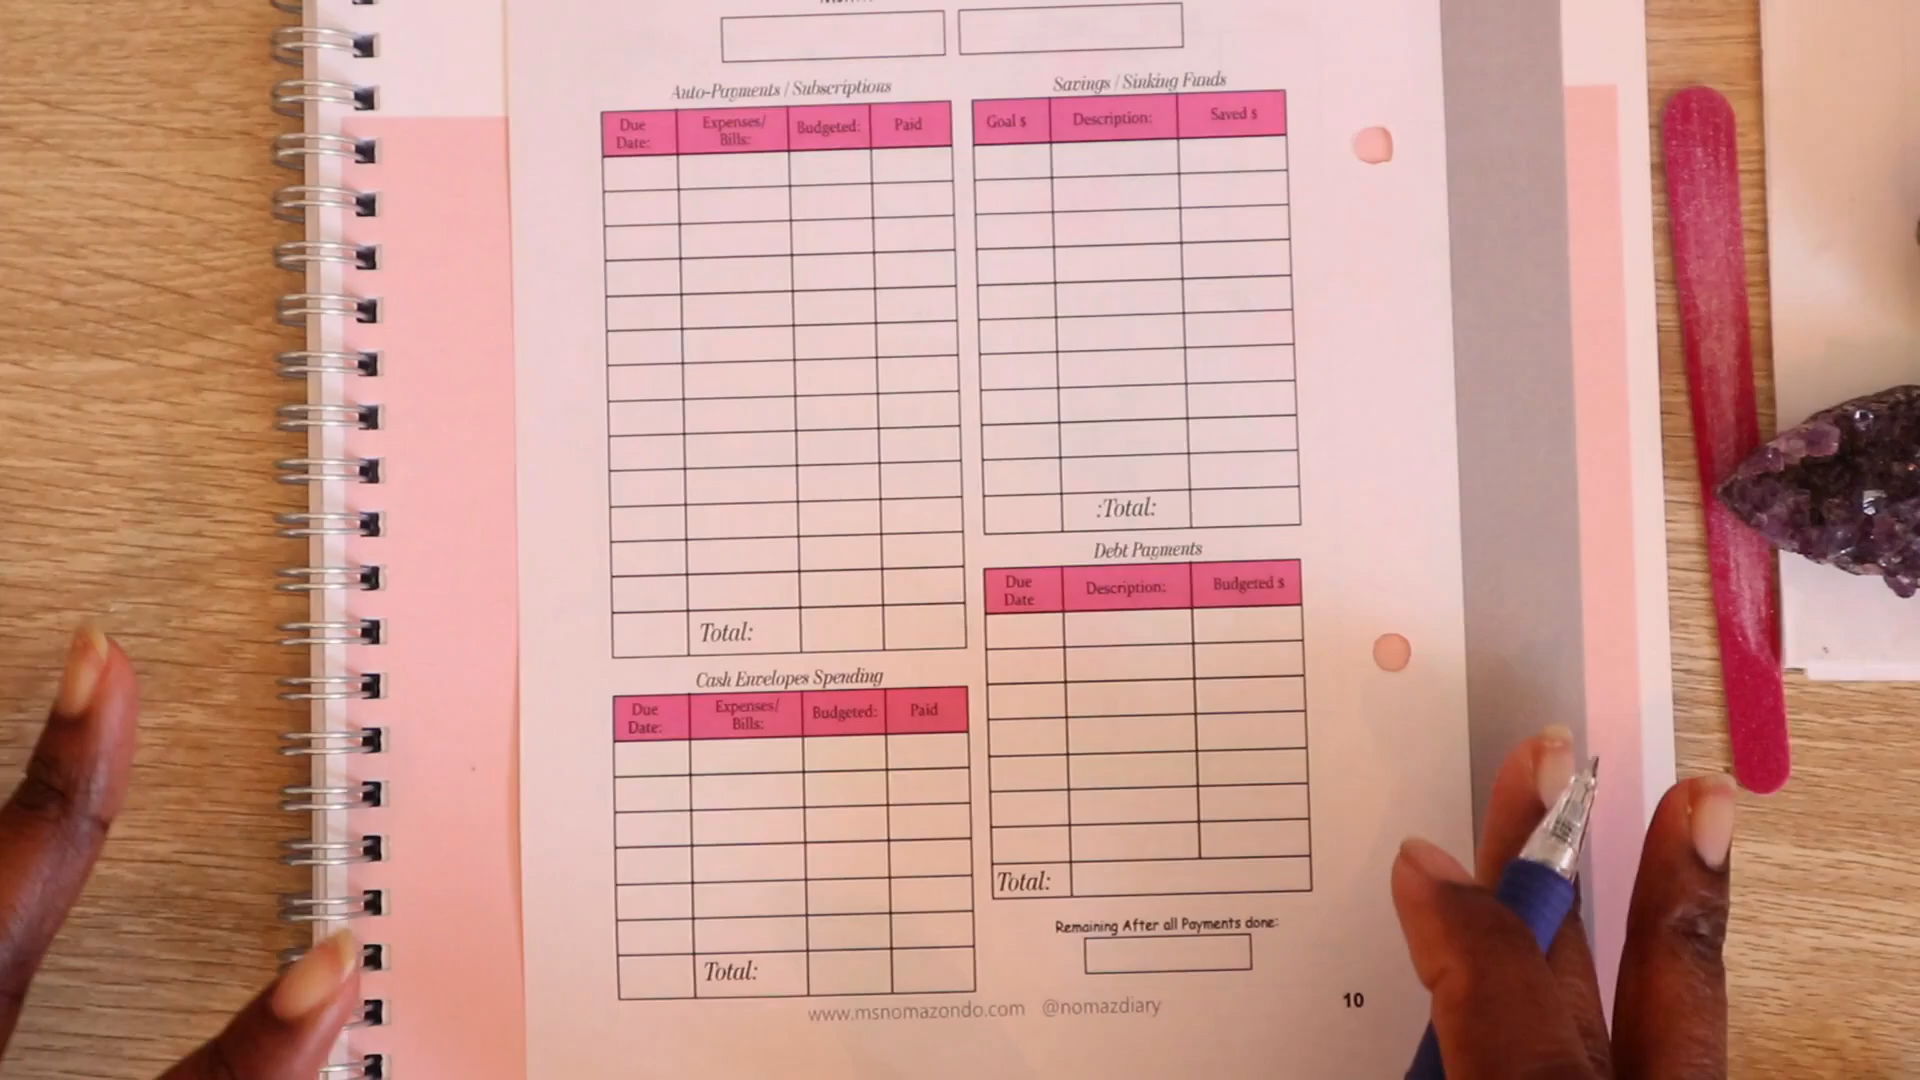 Auto-Payments / Subscriptions
Due Date:
Expenses/ Bills:
Budgeted:
Paid
Total:
Savings / Sinking Funds
Goal $
Description:
Saved $
:Total:
Debt Payments
Due Date
Description:
Budgeted $
Total:
Cash Envelopes Spending
Due Date:
Expenses/ Bills:
Budgeted:
Paid
Total:
Remaining After all Payments done:
www.msnomazondo.com @nomazdiary
10